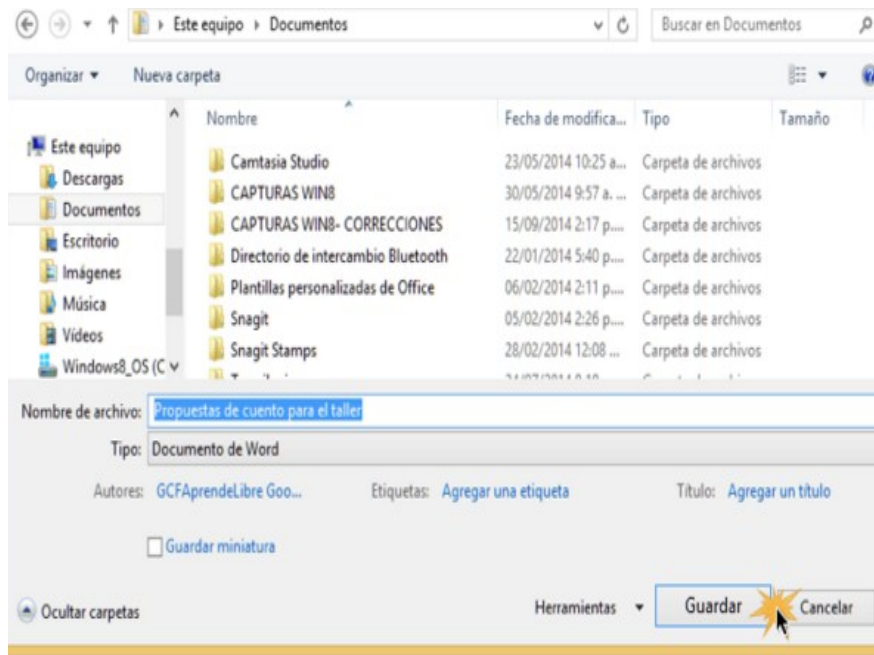 Este equipo Documentos Buscar en Documentos
Organizar Nueva carpeta
Nombre Fecha de modifica... Tipo Tamaño
Este equipo
Descargas
Documentos
Escritorio
Imágenes
Música
Vídeos
Windows8_OS (C
Camtasia Studio 23/05/2014 10:25 a... Carpeta de archivos
CAPTURAS WIN8 30/05/2014 9:57 a. ... Carpeta de archivos
CAPTURAS WIN8- CORRECCIONES 15/09/2014 2:17 p.... Carpeta de archivos
Directorio de intercambio Bluetooth 22/01/2014 5:40 p.... Carpeta de archivos
Plantillas personalizadas de Office 06/02/2014 2:11 p.... Carpeta de archivos
Snagit 05/02/2014 2:26 p.... Carpeta de archivos
Snagit Stamps 28/02/2014 12:08 ... Carpeta de archivos
Nombre de archivo: Propuestas de cuento para el taller
Tipo: Documento de Word
Autores: GCFAprendeLibre Goo... Etiquetas: Agregar una etiqueta Título: Agregar un título
Guardar miniatura
Ocultar carpetas Herramientas Guardar Cancelar